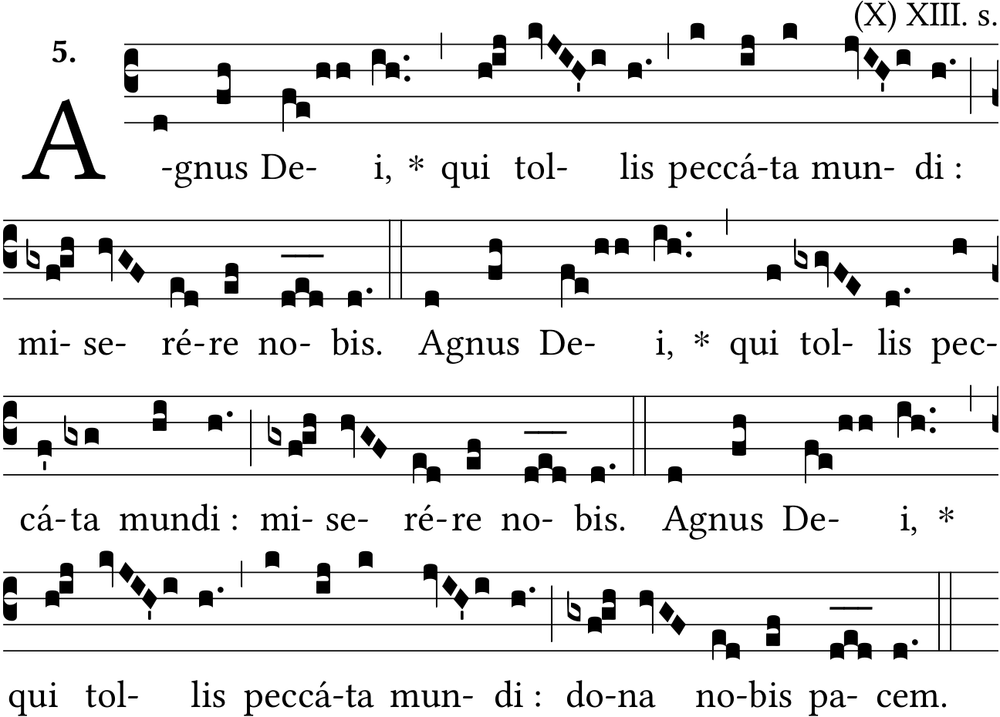 (X) XIII. s.
5.
A-gnus De- i, * qui tol- lis peccá-ta mun- di :
mi- se- ré-re no- bis. Agnus De- i, * qui tol- lis pec-
cá-ta mundi : mi- se- ré-re no- bis. Agnus De- i, *
qui tol- lis peccá-ta mun- di : do-na no-bis pa- cem.